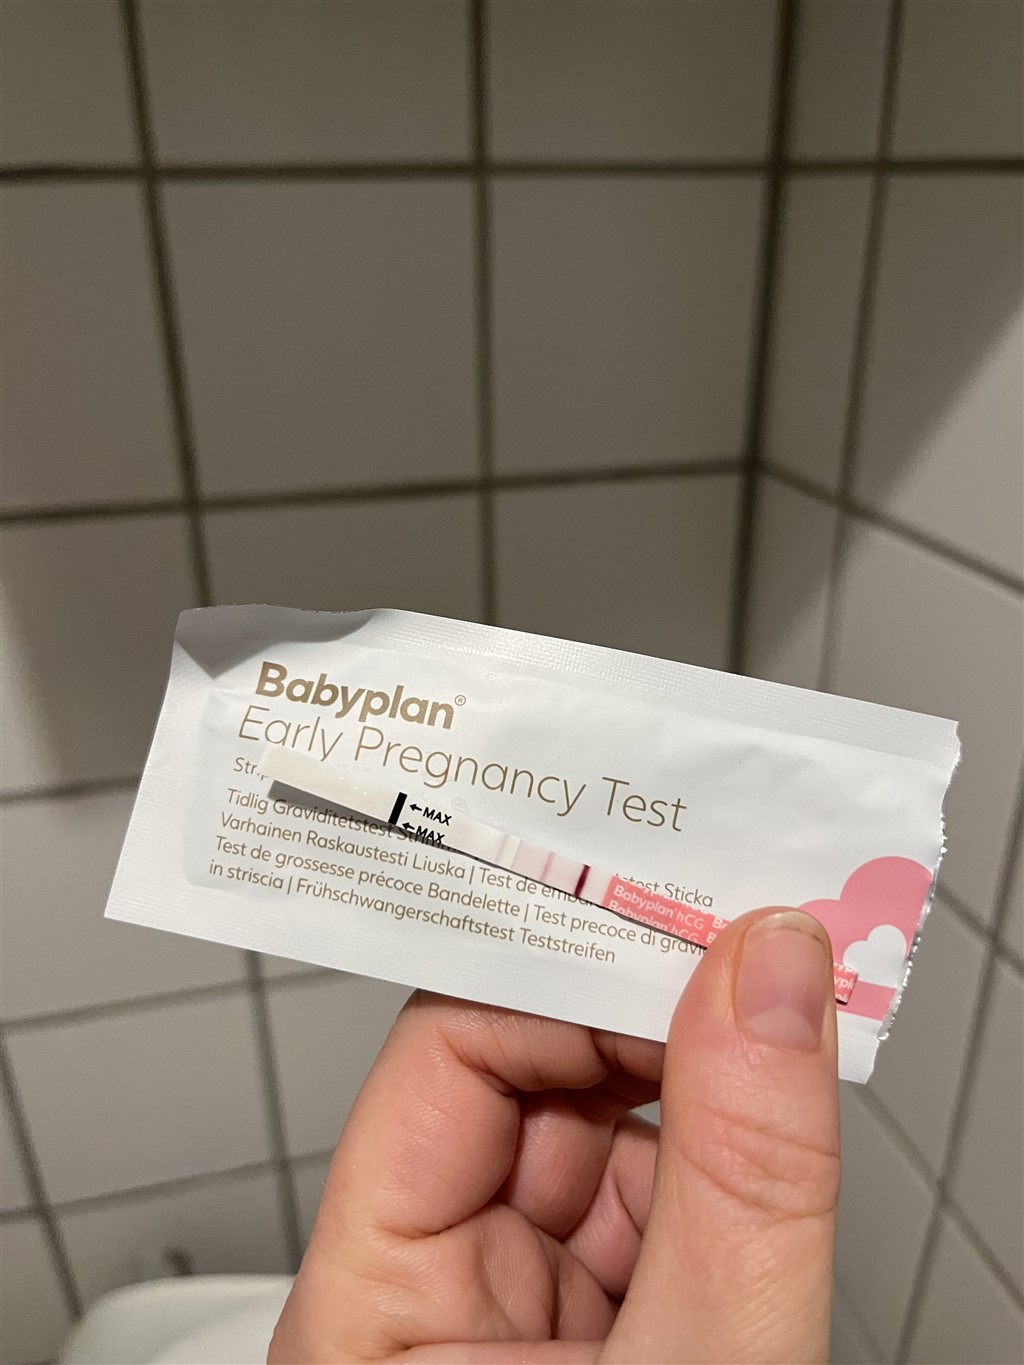 Babyplan®
Early Pregnancy Test
←MAX
←MAX
Tidlig Graviditetstest
Varhainen Raskaustesti Liuska | Test de Sticka
Test de grossesse précoce Bandelette | Test precoce di
in striscia | Frühschwangerschaftstest Teststreifen
Babyplan hCG
Babyplan hCG